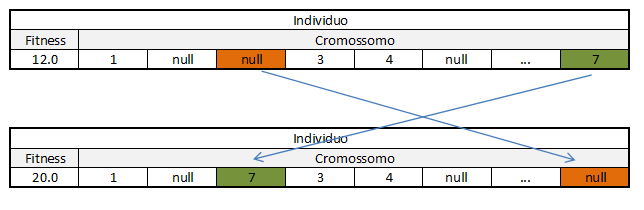 Individuo
Fitness Cromossomo
12.0 1 null null 3 4 null ... 7
Individuo
Fitness Cromossomo
20.0 1 null 7 3 4 null ... null